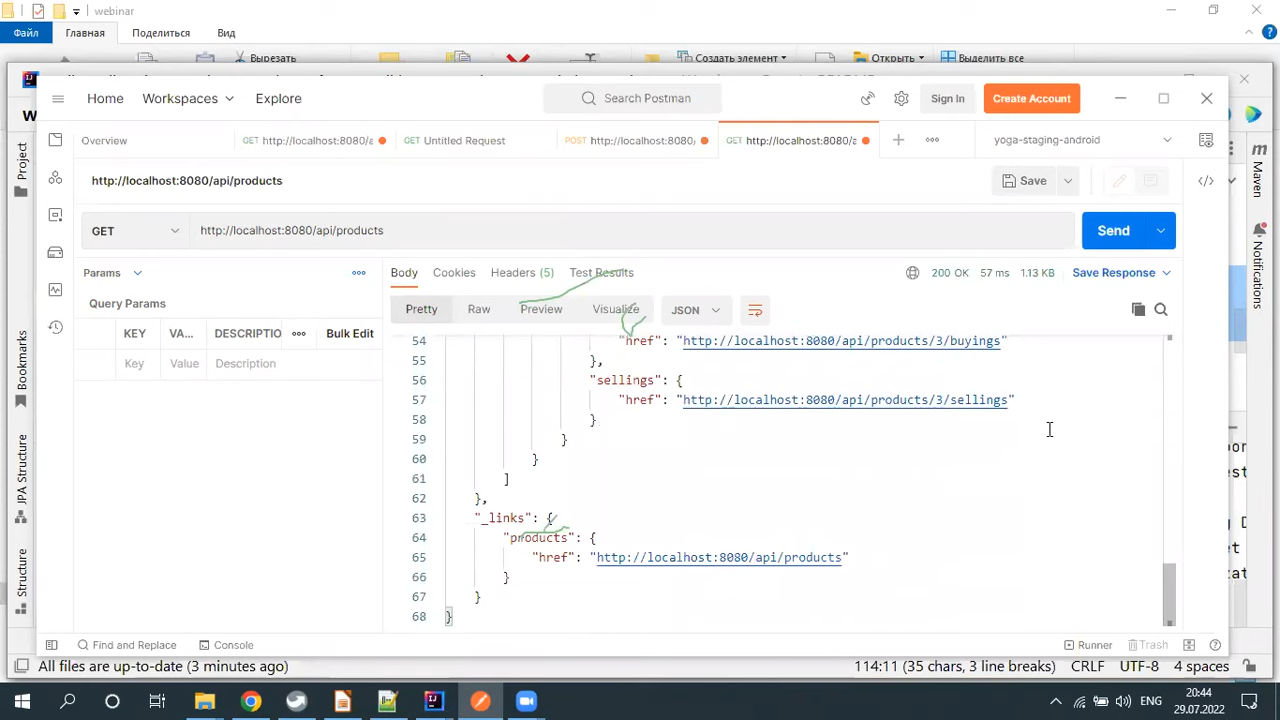 webinar
Файл
Главная
Поделиться
Вид
Вырезать
Создать элемент
Открыть
Выделить все
Home
Workspaces
Explore
Search Postman
Sign In
Create Account
Overview
GET http://localhost:8080/a
GET Untitled Request
POST http://localhost:8080/
GET http://localhost:8080/a
yoga-staging-android
http://localhost:8080/api/products
Save
GET
http://localhost:8080/api/products
Send
Params
Body
Cookies
Headers (5)
Test Results
200 OK
57 ms
1.13 KB
Save Response
Query Params
Pretty
Raw
Preview
Visualize
JSON
KEY
VA...
DESCRIPTIO
Bulk Edit
Key
Value
Description
54 "href": "http://localhost:8080/api/products/3/buyings"
55 },
56 "sellings": {
57 "href": "http://localhost:8080/api/products/3/sellings"
58 }
59 }
60 }
61 ]
62 },
63 "_links": {
64 "products": {
65 "href": "http://localhost:8080/api/products"
66 }
67 }
68 }
Find and Replace
Console
Runner
Trash
Project
Bookmarks
JPA Structure
Structure
Maven
Notifications
All files are up-to-date (3 minutes ago)
114:11 (35 chars, 3 line breaks)
CRLF
UTF-8
4 spaces
ENG
20:44
29.07.2022